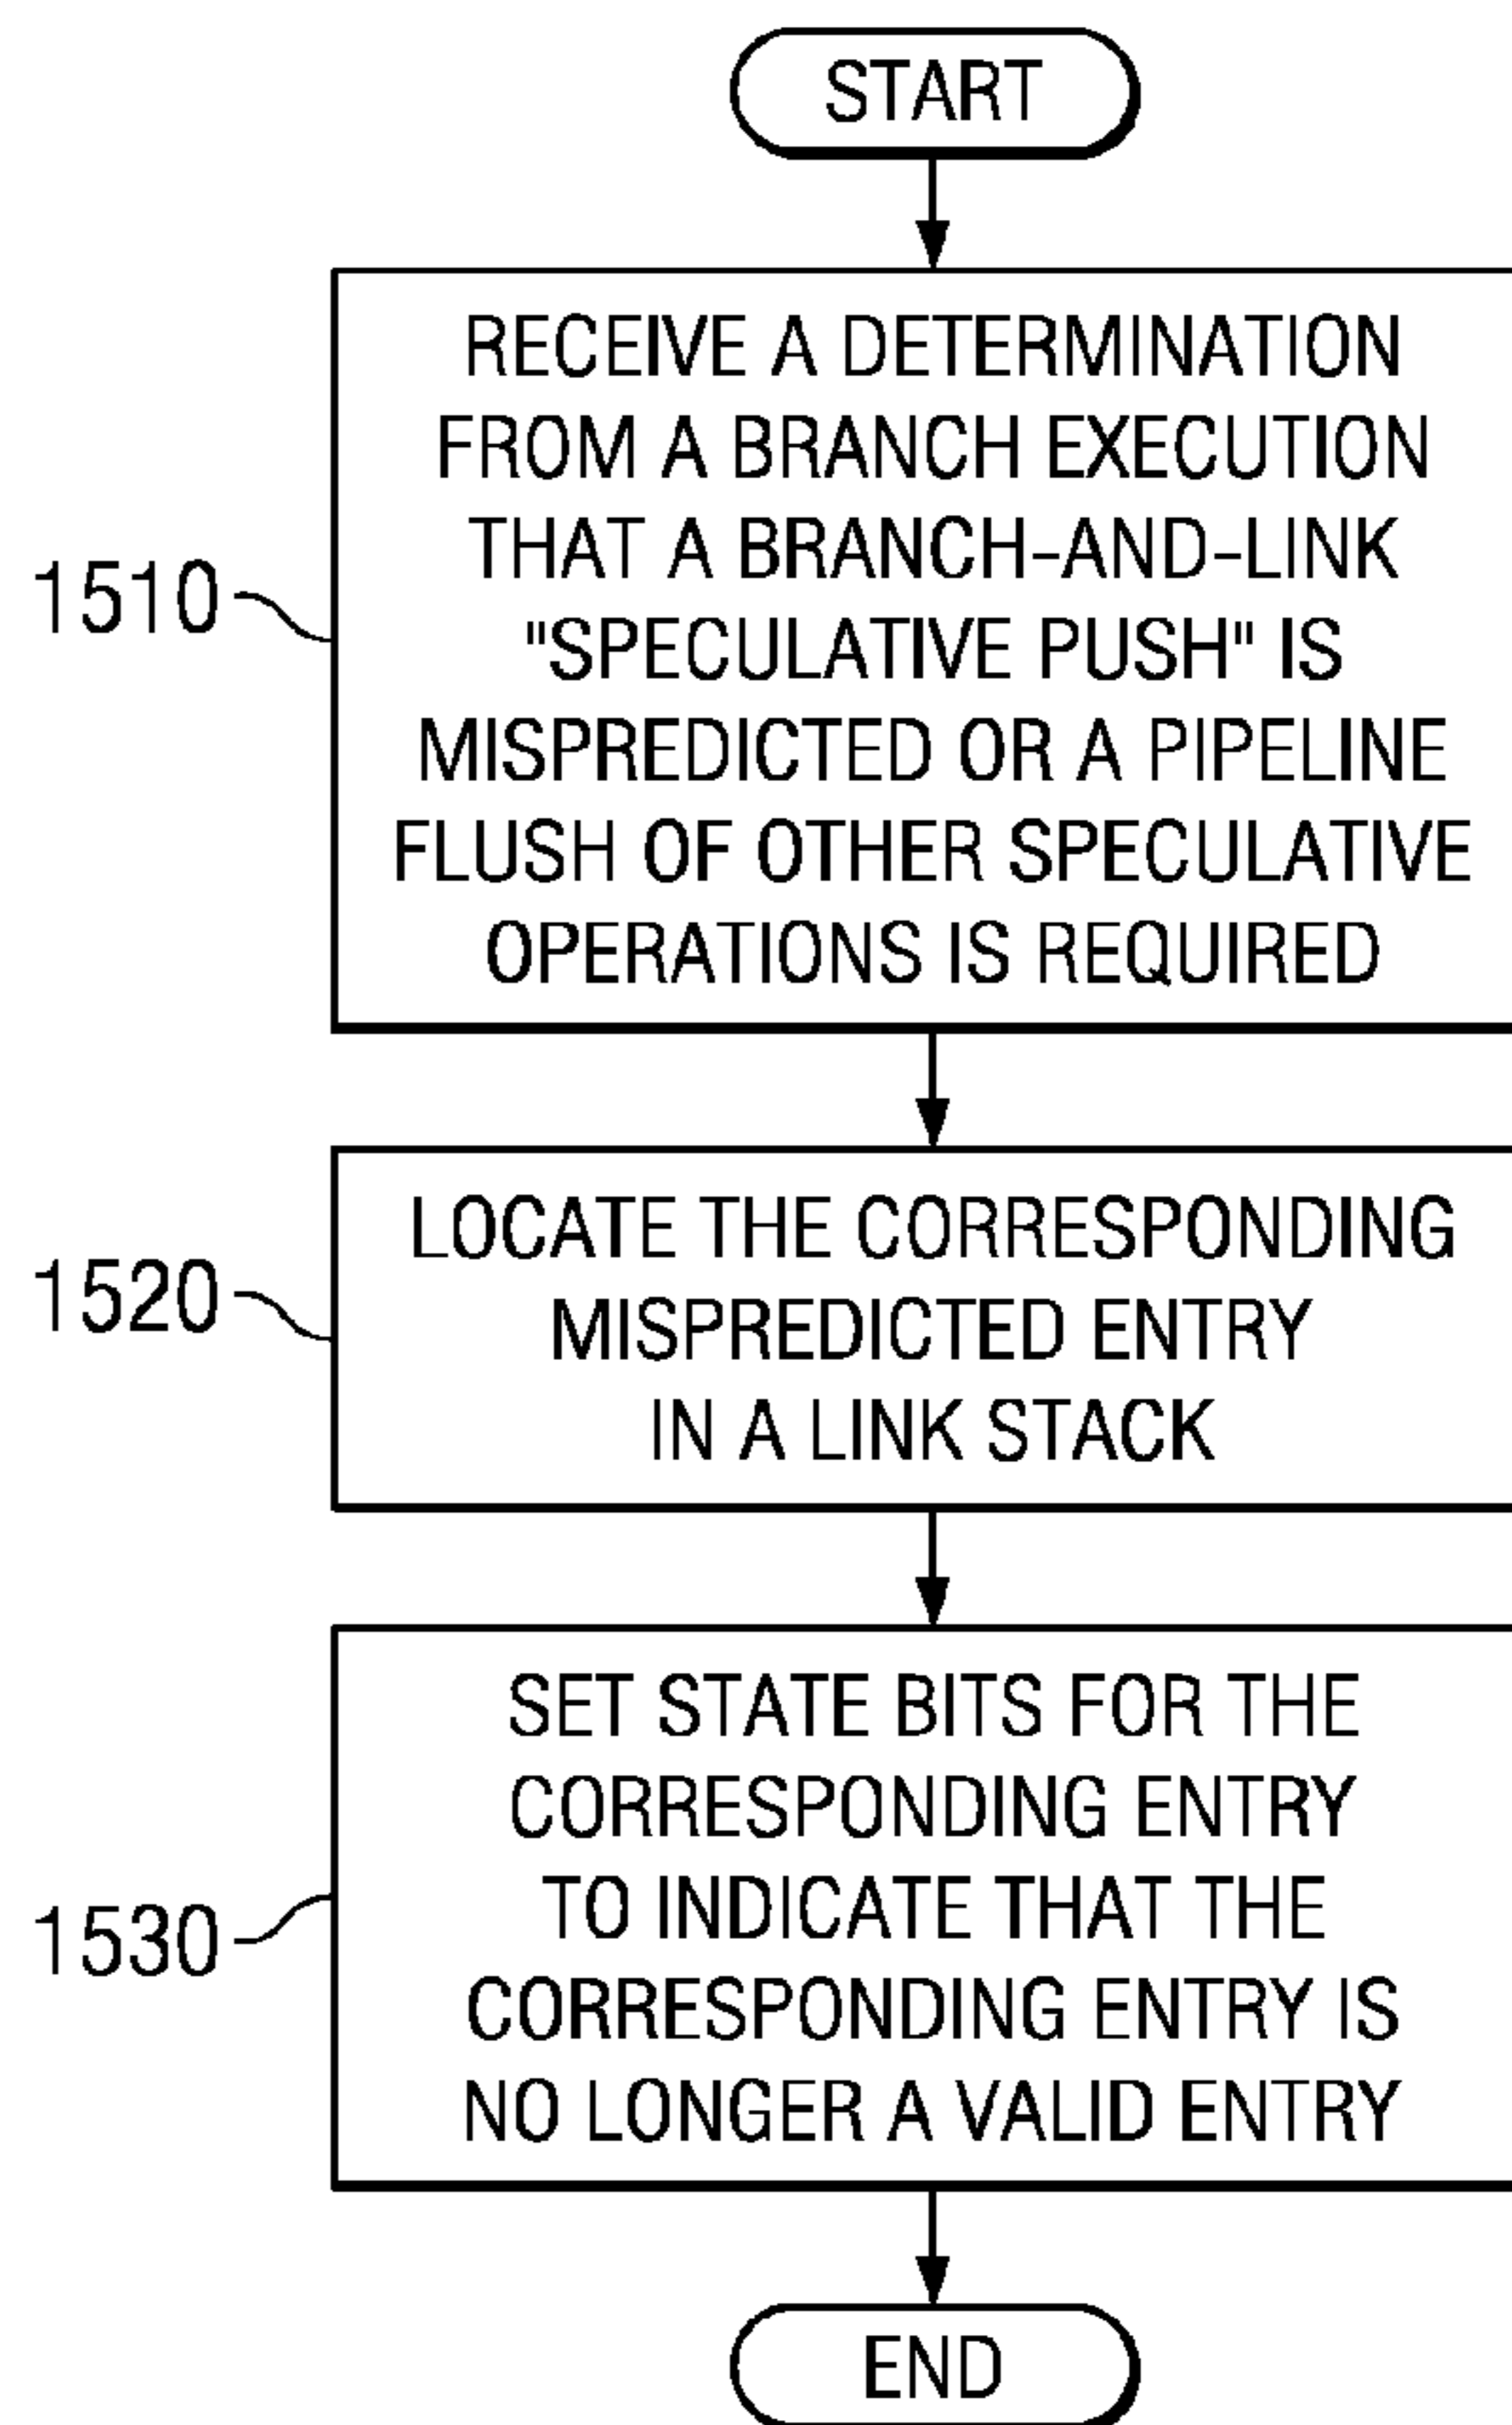 START
RECEIVE A DETERMINATION
FROM A BRANCH EXECUTION
THAT A BRANCH-AND-LINK
"SPECULATIVE PUSH" IS
MISPREDICTED OR A PIPELINE
FLUSH OF OTHER SPECULATIVE
OPERATIONS IS REQUIRED
1510
LOCATE THE CORRESPONDING
MISPREDICTED ENTRY
IN A LINK STACK
1520
SET STATE BITS FOR THE
CORRESPONDING ENTRY
TO INDICATE THAT THE
CORRESPONDING ENTRY IS
NO LONGER A VALID ENTRY
1530
END